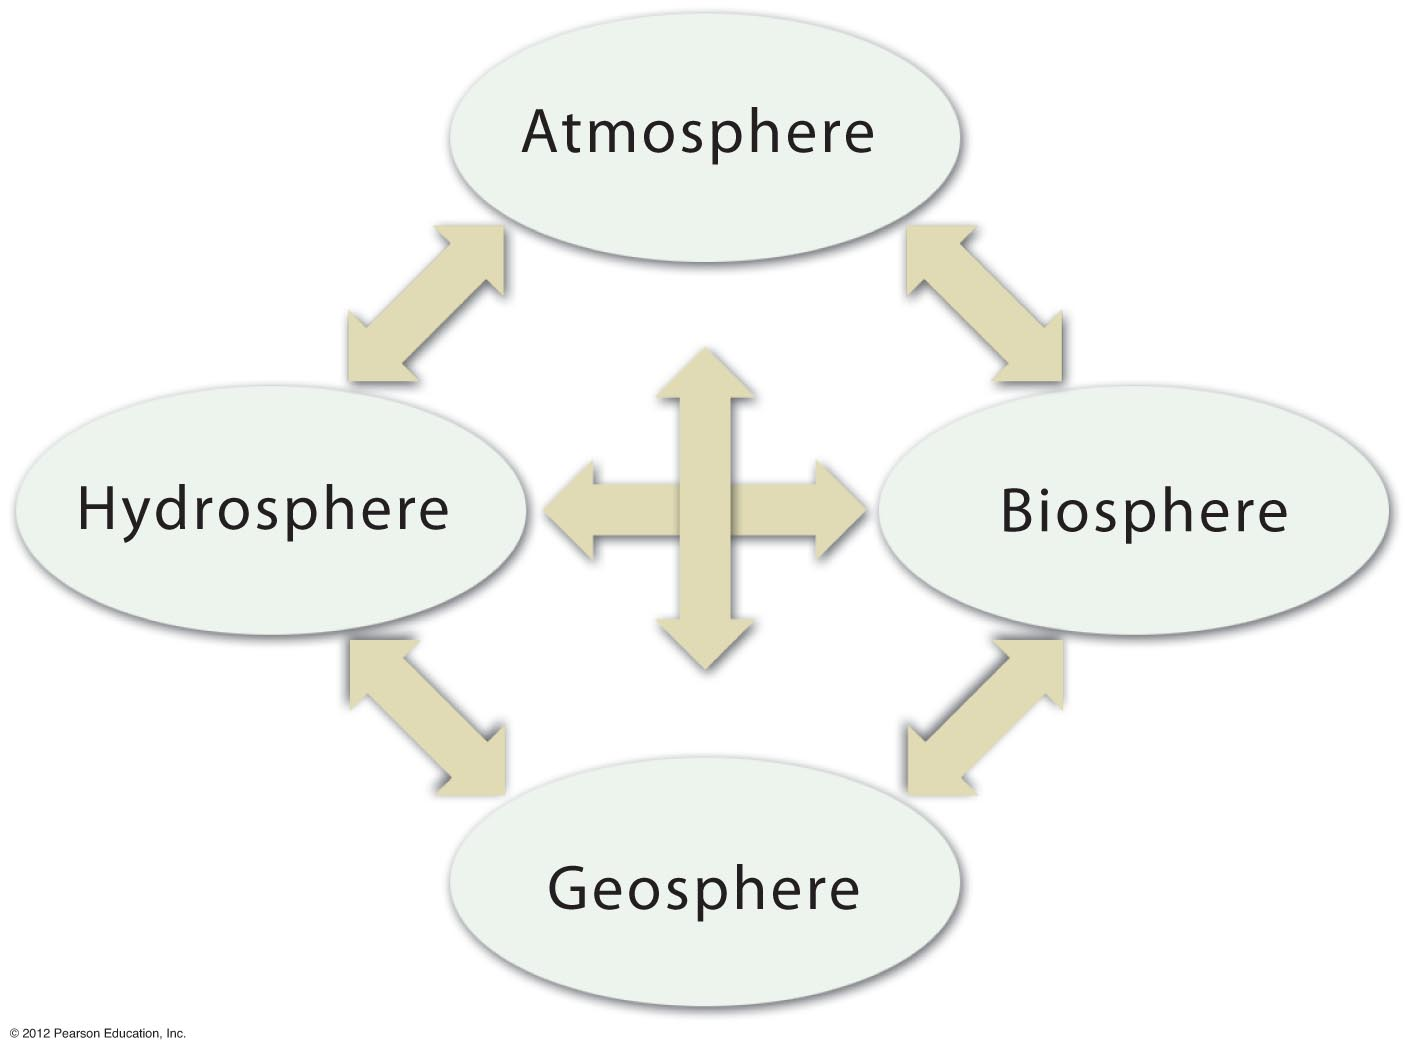 Atmosphere
Hydrosphere
Biosphere
Geosphere
© 2012 Pearson Education, Inc.